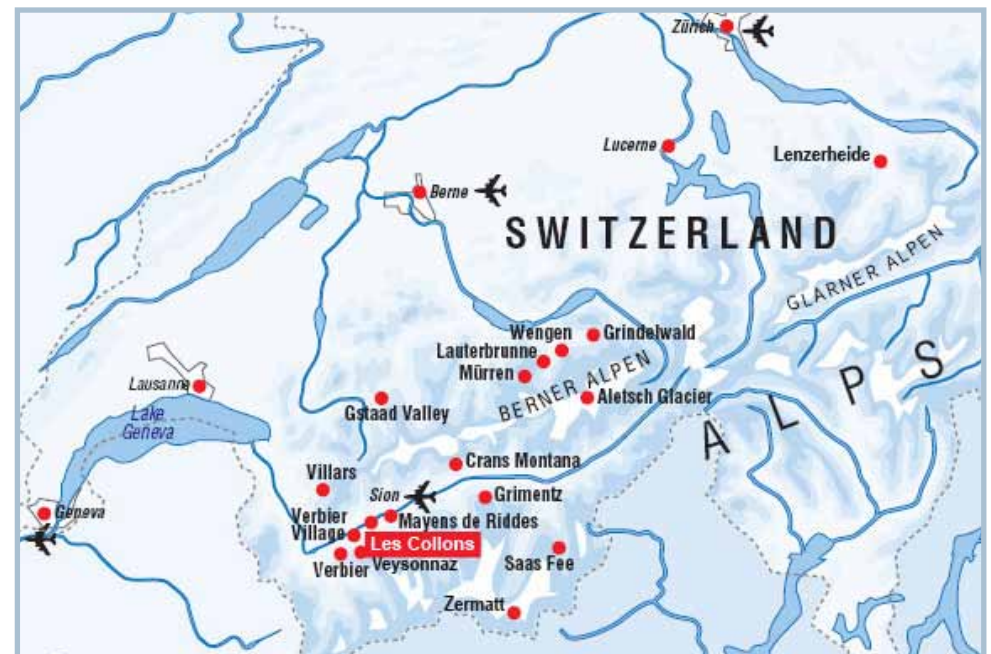 Zürich
Lucerne
Lenzerheide
Berne
SWITZERLAND
GLARNER ALPEN
Wengen
Grindelwald
Lauterbrunne
Mürren
BERNER ALPEN
Aletsch Glacier
ALPS
Lausanne
Lake
Geneva
Gstaad Valley
Crans Montana
Villars
Sion
Grimentz
Geneva
Verbier
Village
Mayens de Riddes
Les Collons
Verbier
Veysonnaz
Saas Fee
Zermatt